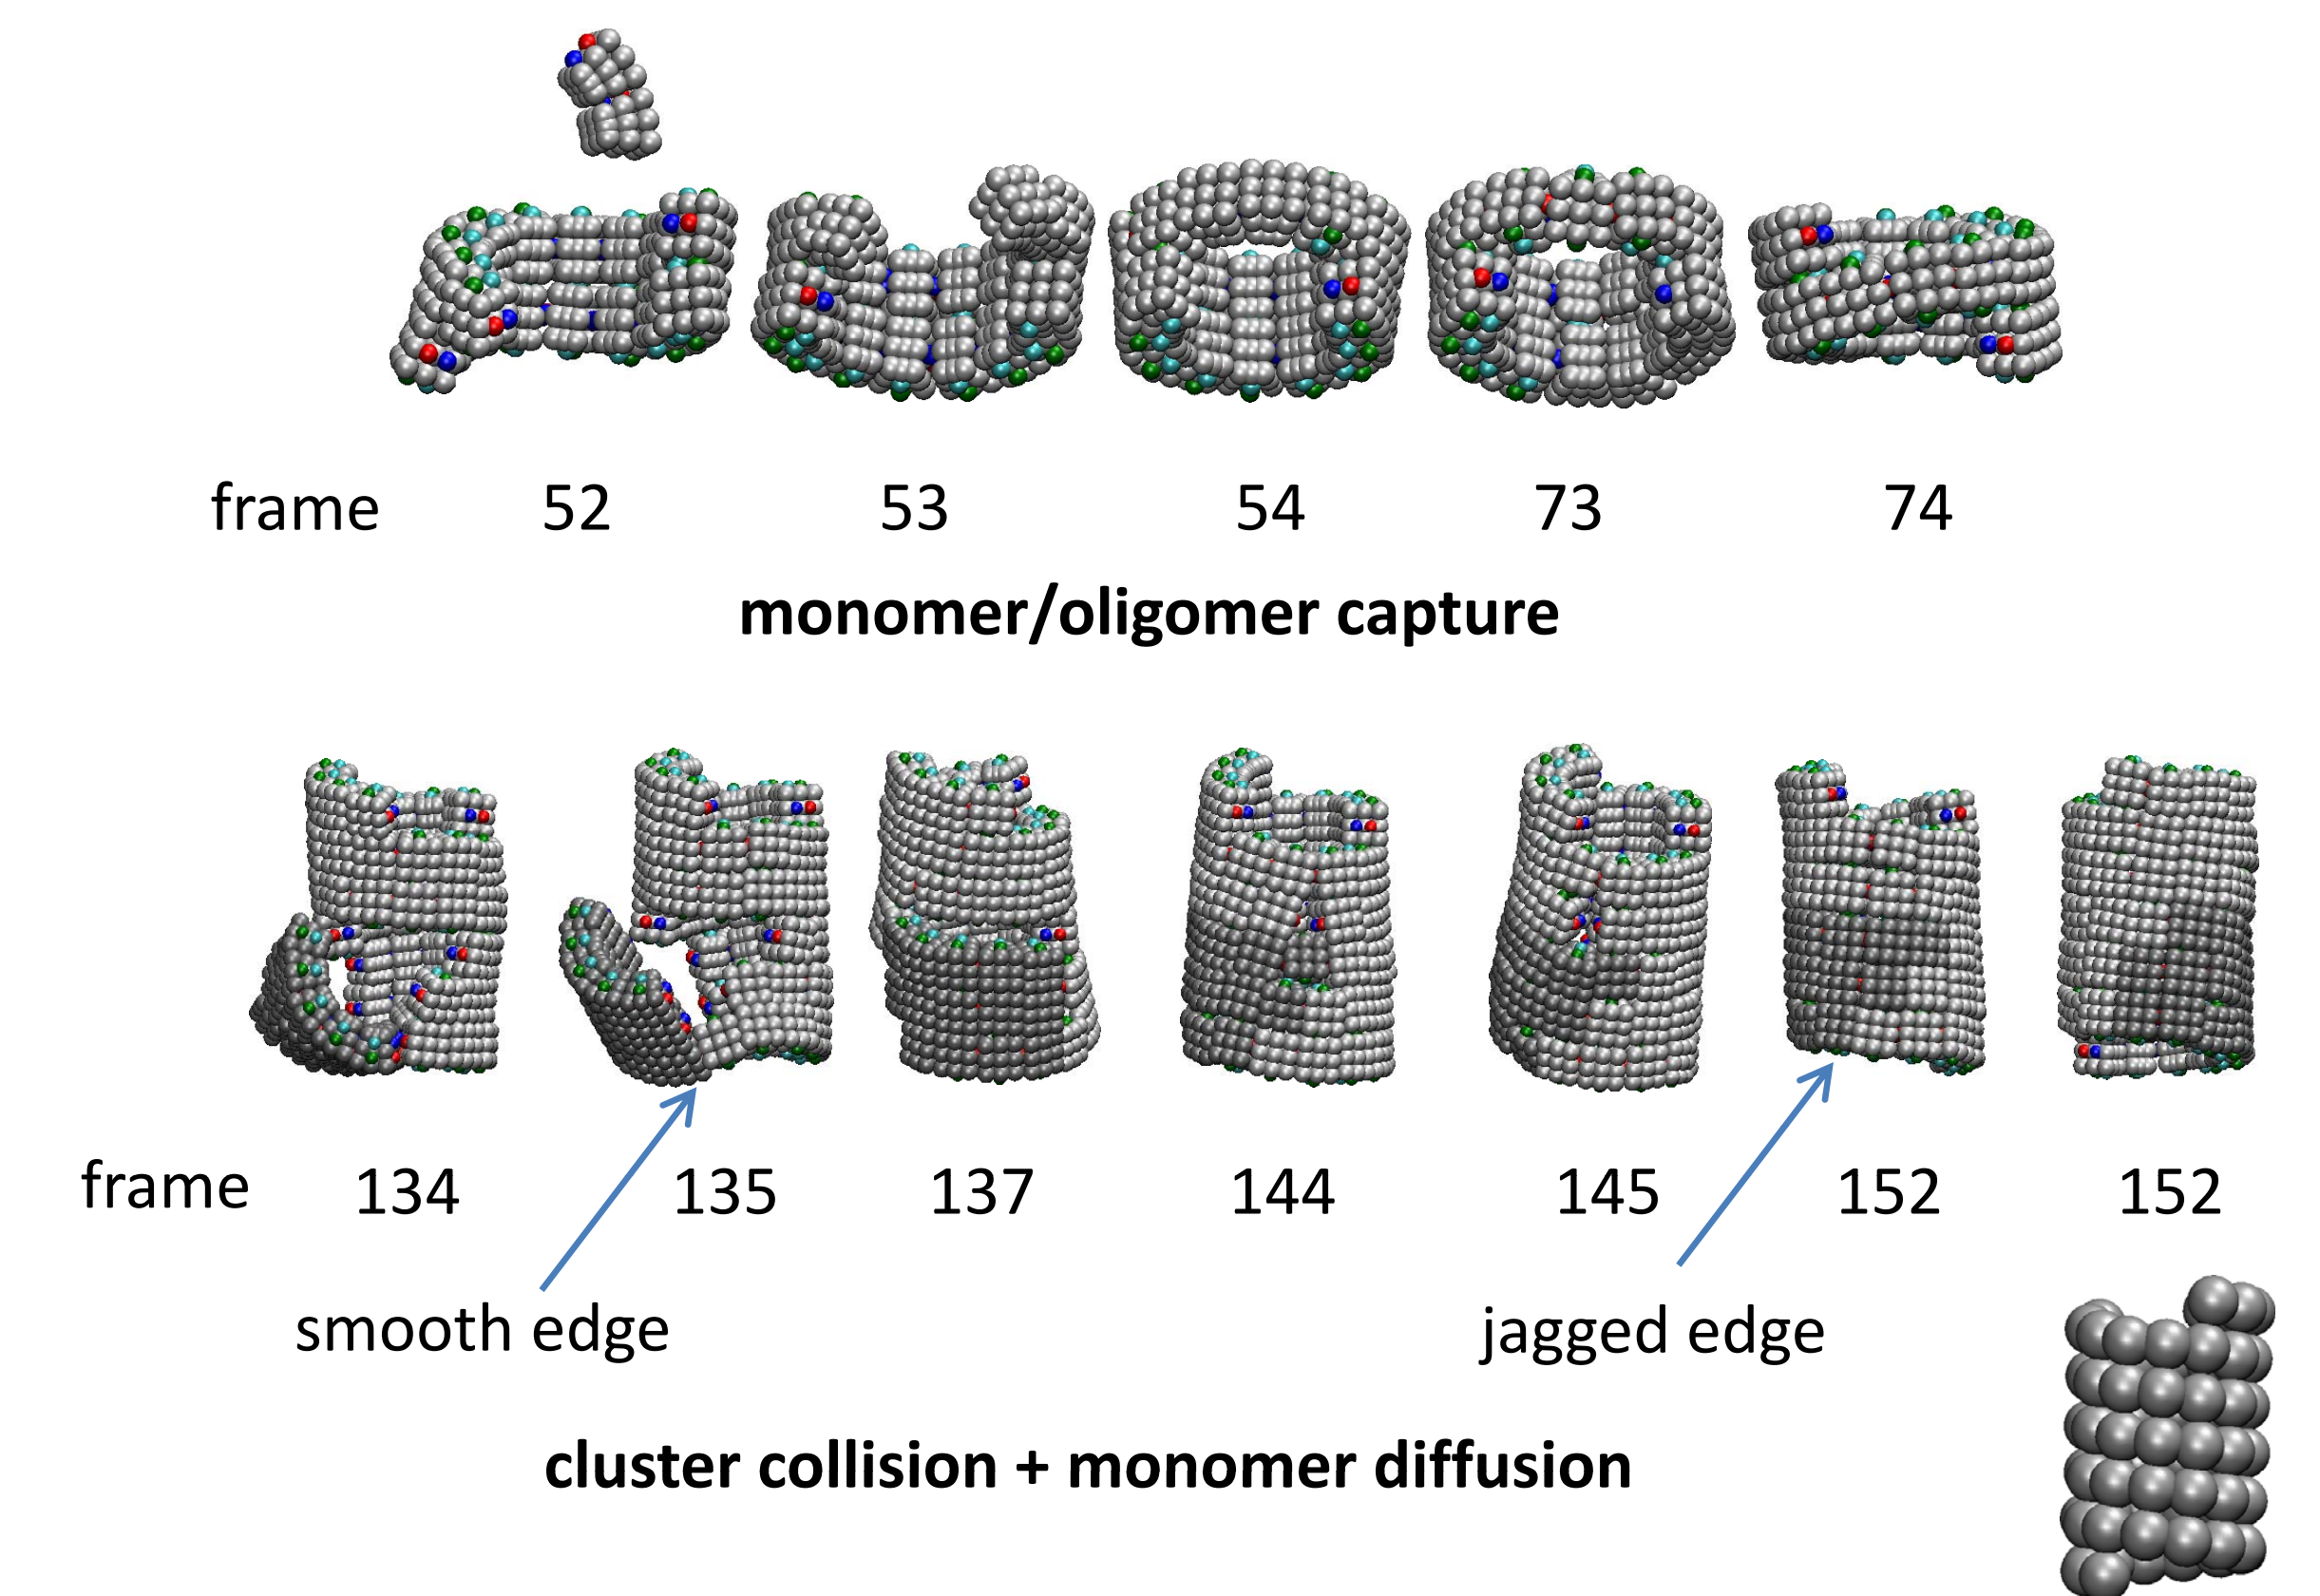 frame 52 53 54 73 74
monomer/oligomer capture
frame 134 135 137 144 145 152 152
smooth edge jagged edge
cluster collision + monomer diffusion